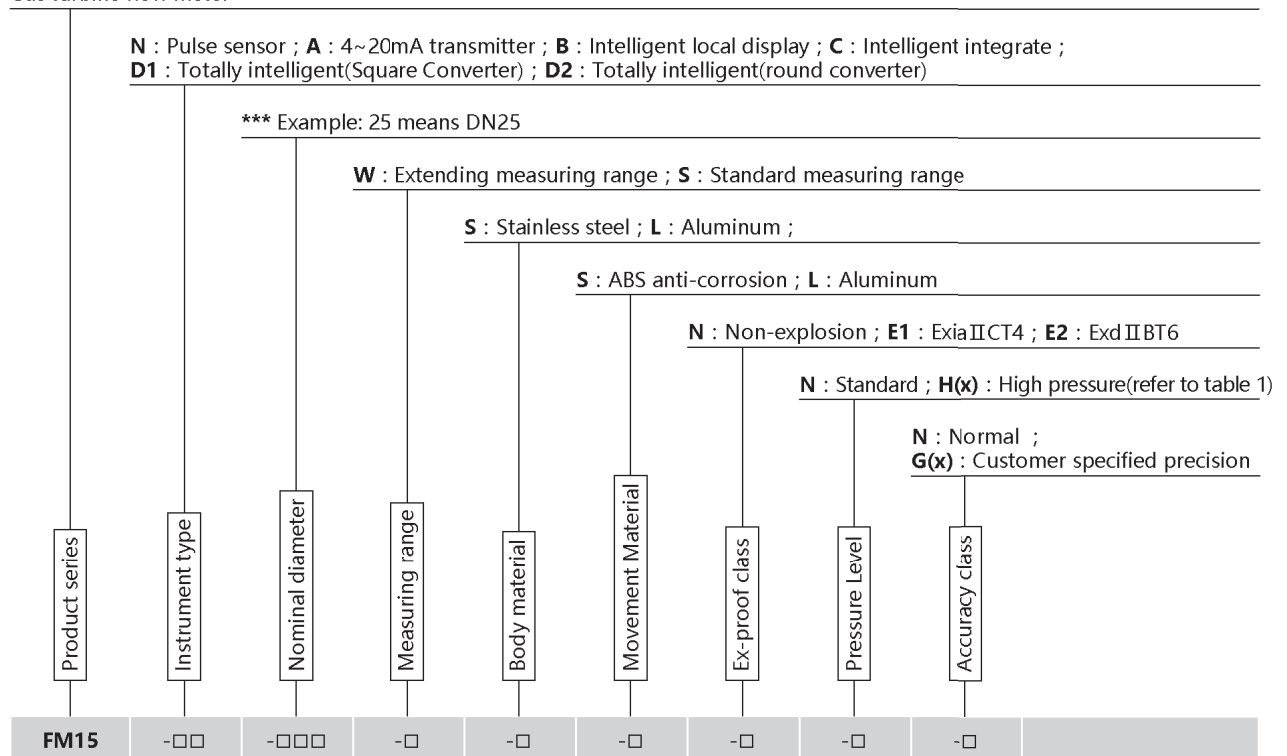 N : Pulse sensor ; A : 4~20mA transmitter ; B : Intelligent local display ; C : Intelligent integrate ;
D1 : Totally intelligent(Square Converter) ; D2 : Totally intelligent(round converter)
*** Example: 25 means DN25
W : Extending measuring range ; S : Standard measuring range
S : Stainless steel ; L : Aluminum ;
S : ABS anti-corrosion ; L : Aluminum
N : Non-explosion ; E1 : ExiaⅡCT4 ; E2 : ExdⅡBT6
N : Standard ; H(x) : High pressure(refer to table 1)
N : Normal ;
G(x) : Customer specified precision
Product series
Instrument type
Nominal diameter
Measuring range
Body material
Movement Material
Ex-proof class
Pressure Level
Accuracy class
FM15 -□□ -□□□ -□ -□ -□ -□ -□ -□